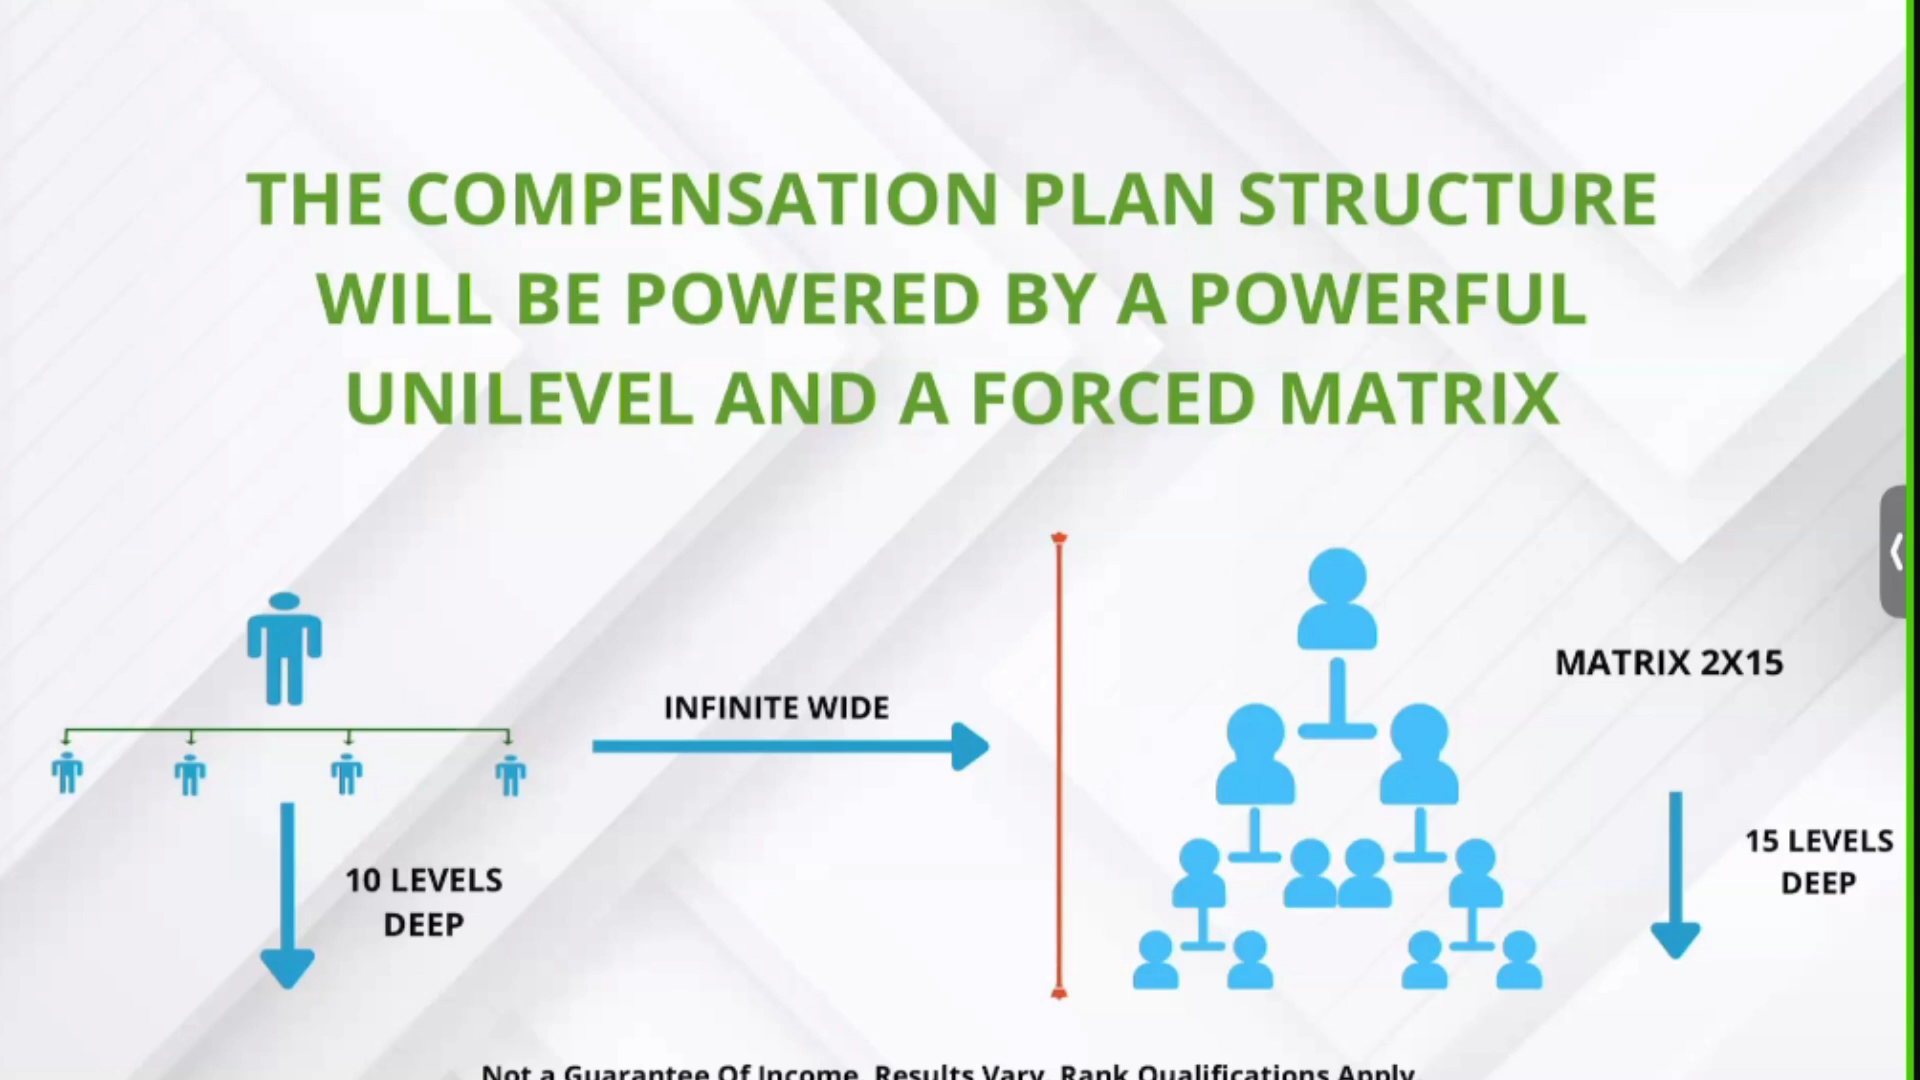 THE COMPENSATION PLAN STRUCTURE
WILL BE POWERED BY A POWERFUL
UNILEVEL AND A FORCED MATRIX
INFINITE WIDE
10 LEVELS
DEEP
MATRIX 2X15
15 LEVELS
DEEP
Not a Guarantee Of Income. Results Vary. Rank Qualifications Apply.